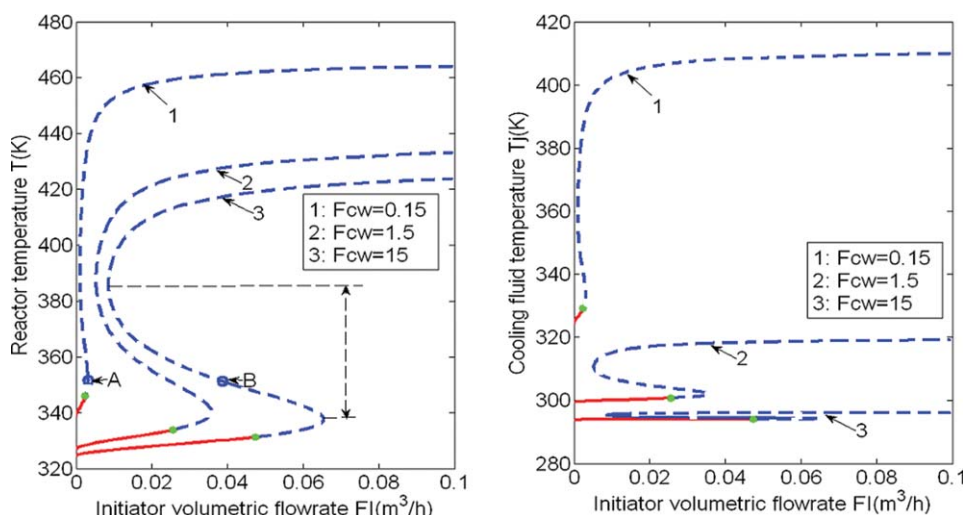 480
460
440
420
400
380
360
340
320
0
0.02
0.04
0.06
0.08
0.1
Reactor temperature T(K)
Initiator volumetric flowrate FI(m³/h)
1
2
3
1: Fcw=0.15
2: Fcw=1.5
3: Fcw=15
A
B
420
400
380
360
340
320
300
280
0
0.02
0.04
0.06
0.08
0.1
Cooling fluid temperature Tj(K)
Initiator volumetric flowrate FI(m³/h)
1
1: Fcw=0.15
2: Fcw=1.5
3: Fcw=15
2
3